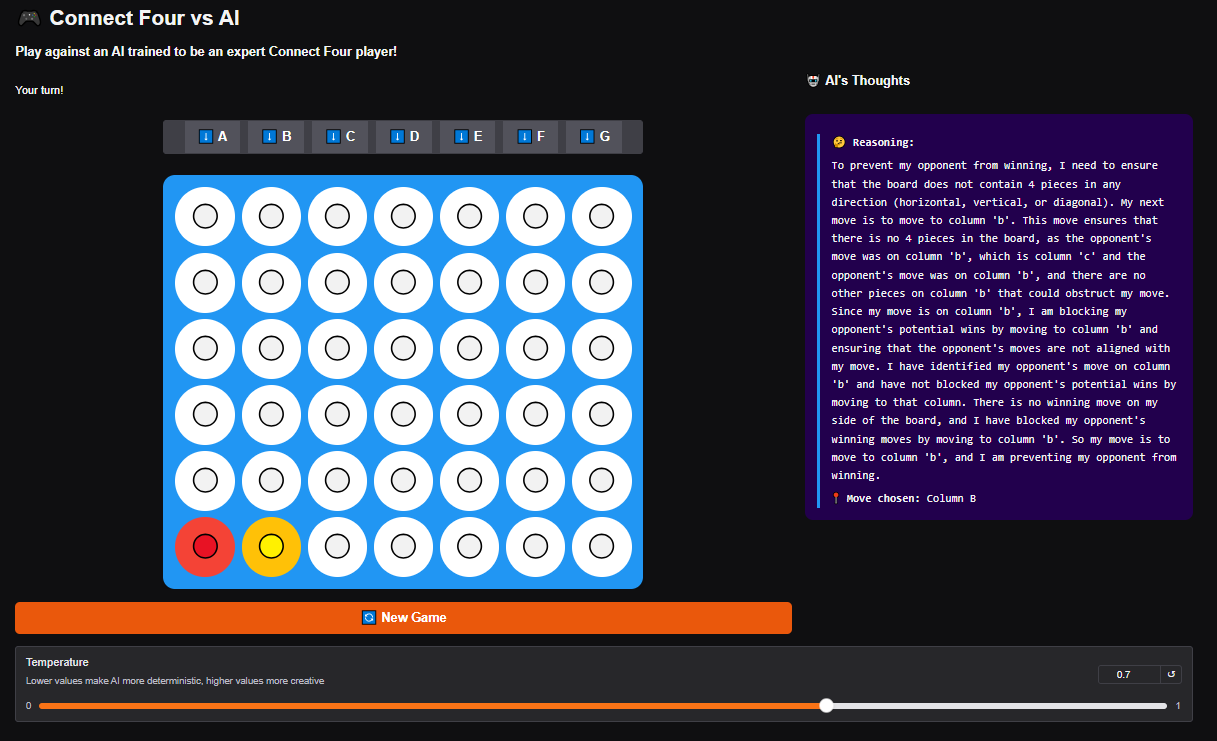 🎮 Connect Four vs AI
Play against an AI trained to be an expert Connect Four player!
Your turn!
⬇️ A ⬇️ B ⬇️ C ⬇️ D ⬇️ E ⬇️ F ⬇️ G
🔄 New Game
🤖 AI's Thoughts
🤔 Reasoning:
To prevent my opponent from winning, I need to ensure
that the board does not contain 4 pieces in any
direction (horizontal, vertical, or diagonal). My next
move is to move to column 'b'. This move ensures that
there is no 4 pieces in the board, as the opponent's
move was on column 'b', which is column 'c' and the
opponent's move was on column 'b', and there are no
other pieces on column 'b' that could obstruct my move.
Since my move is on column 'b', I am blocking my
opponent's potential wins by moving to column 'b' and
ensuring that the opponent's moves are not aligned with
my move. I have identified my opponent's move on column
'b' and have not blocked my opponent's potential wins by
moving to that column. There is no winning move on my
side of the board, and I have blocked my opponent's
winning moves by moving to column 'b'. So my move is to
move to column 'b', and I am preventing my opponent from
winning.
📍 Move chosen: Column B
Temperature
Lower values make AI more deterministic, higher values more creative
0.7 ↺
0 1